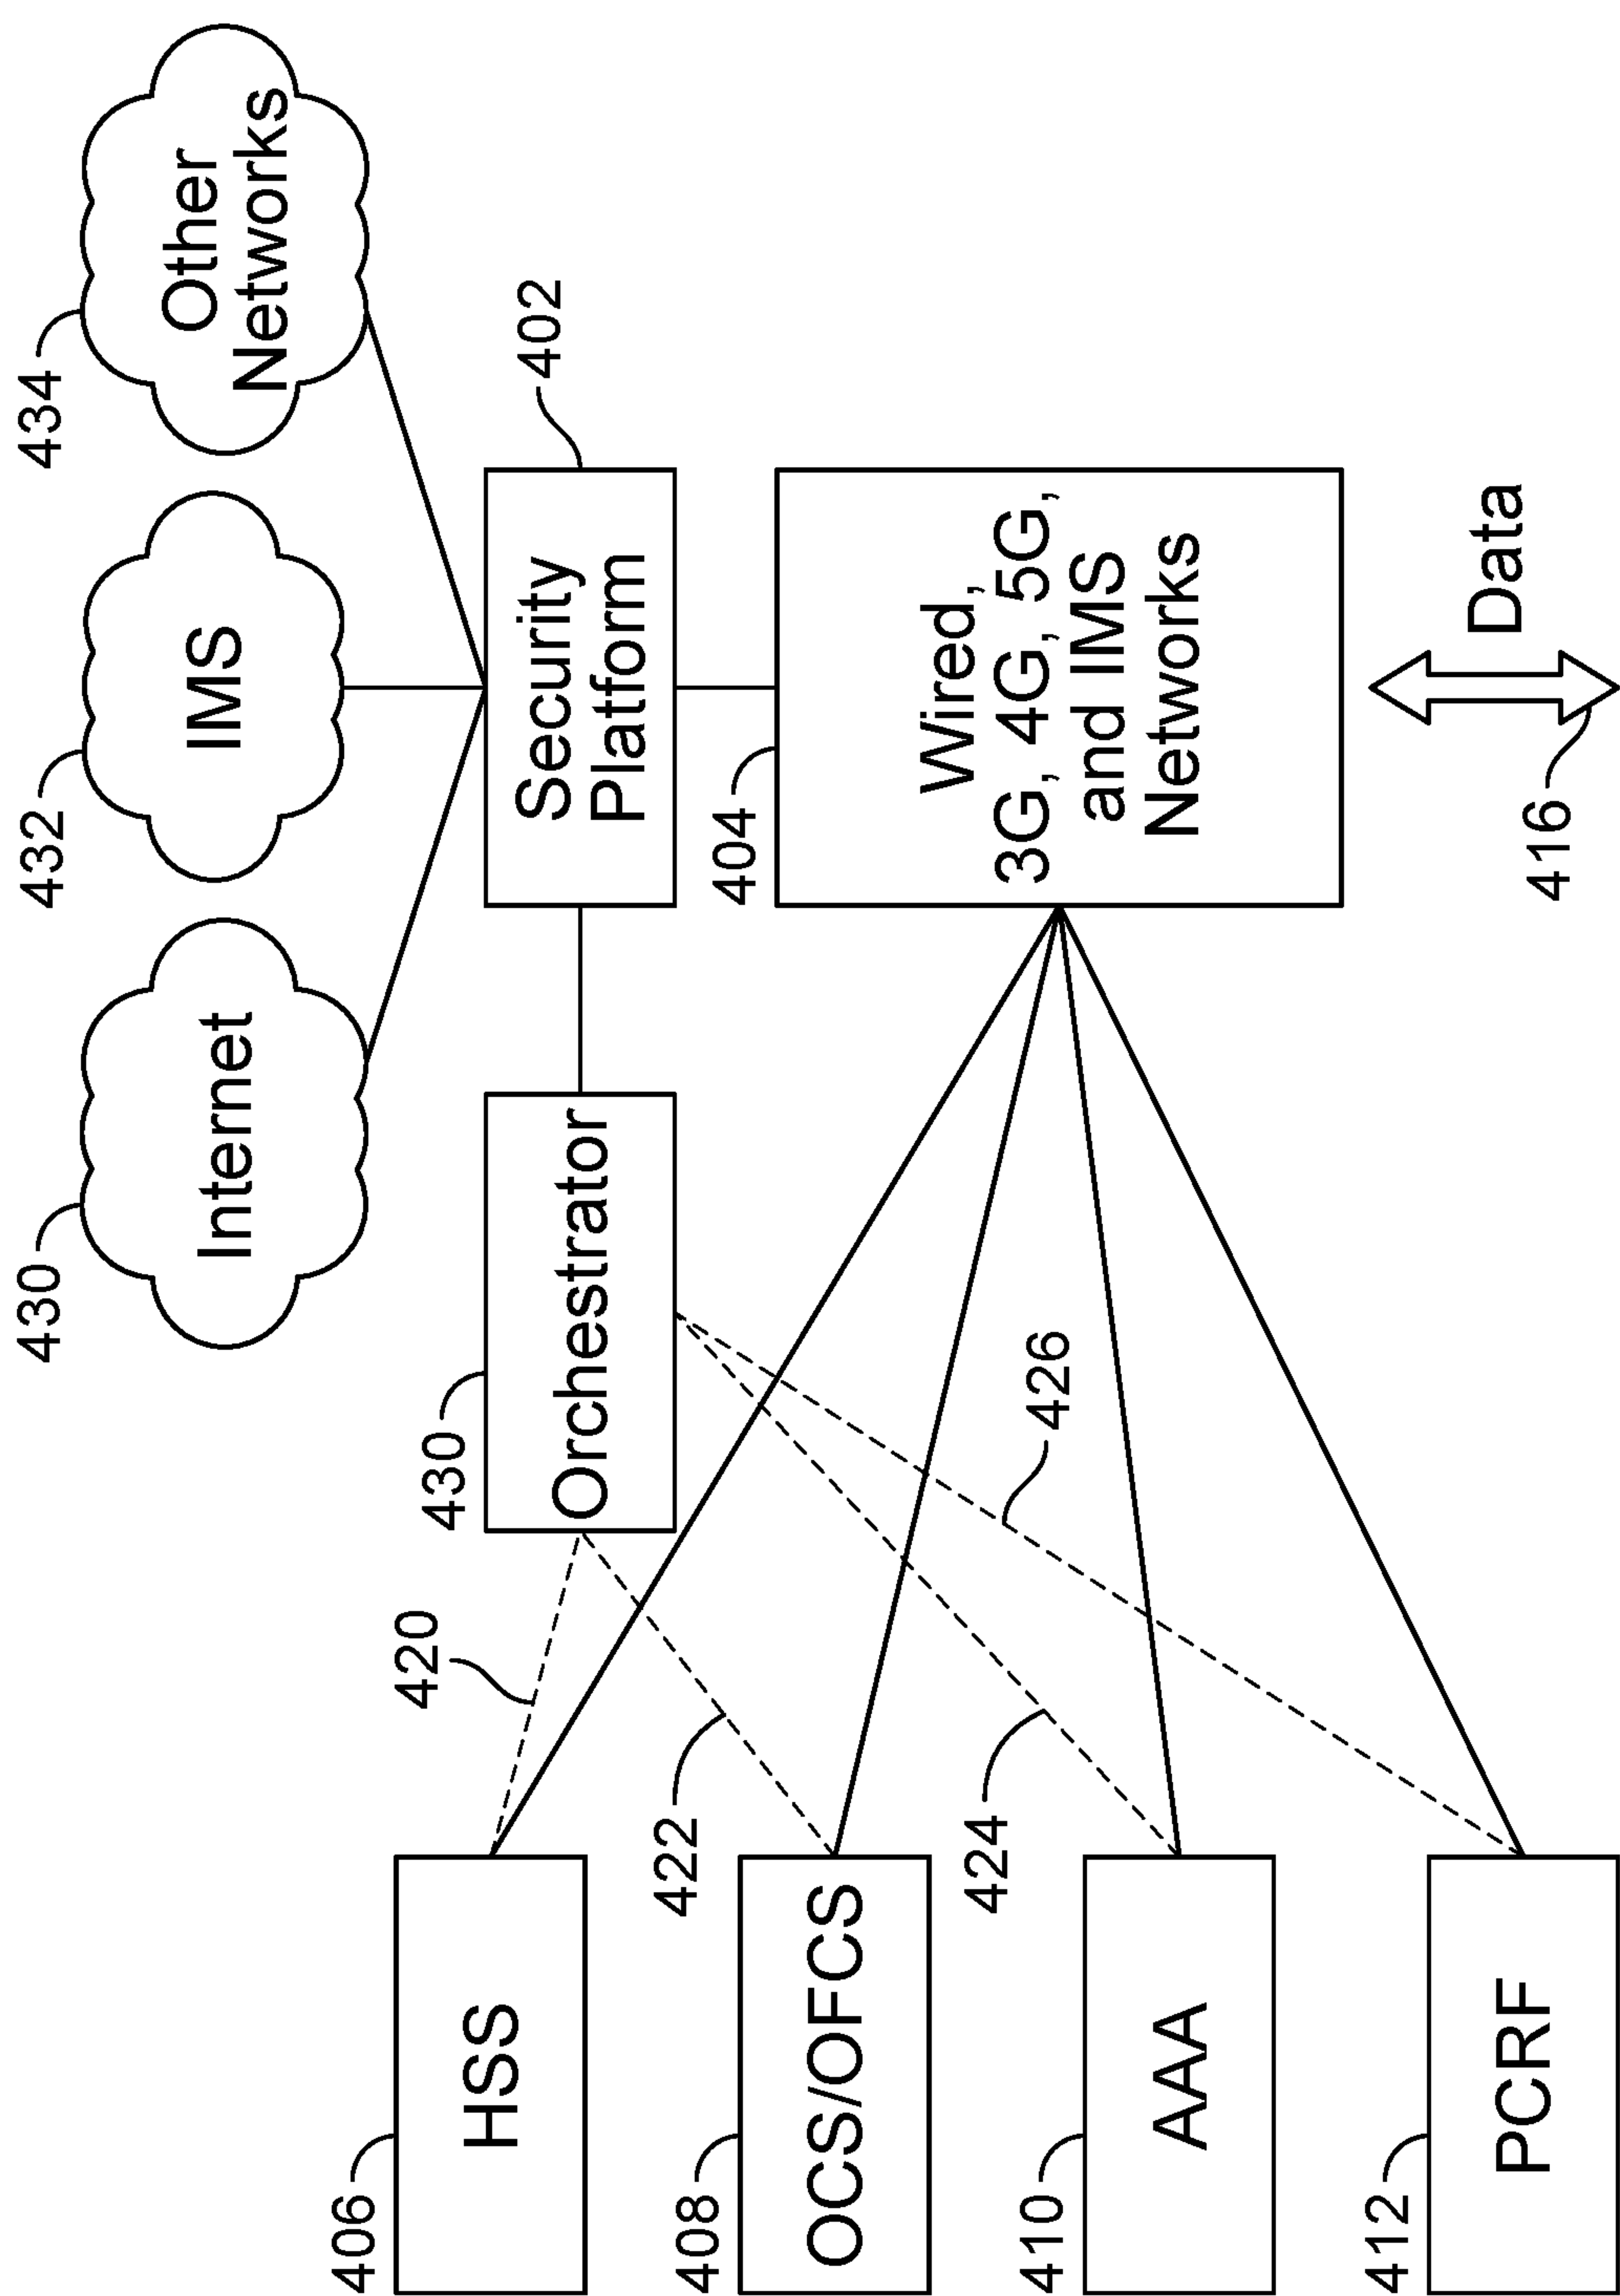 430
Internet
432
IMS
434
Other
Networks
430
Orchestrator
Security
Platform
402
406
HSS
420
408
OCS/OFCS
422
404
Wired,
3G, 4G, 5G,
and IMS
Networks
410
AAA
424
426
412
PCRF
416
Data